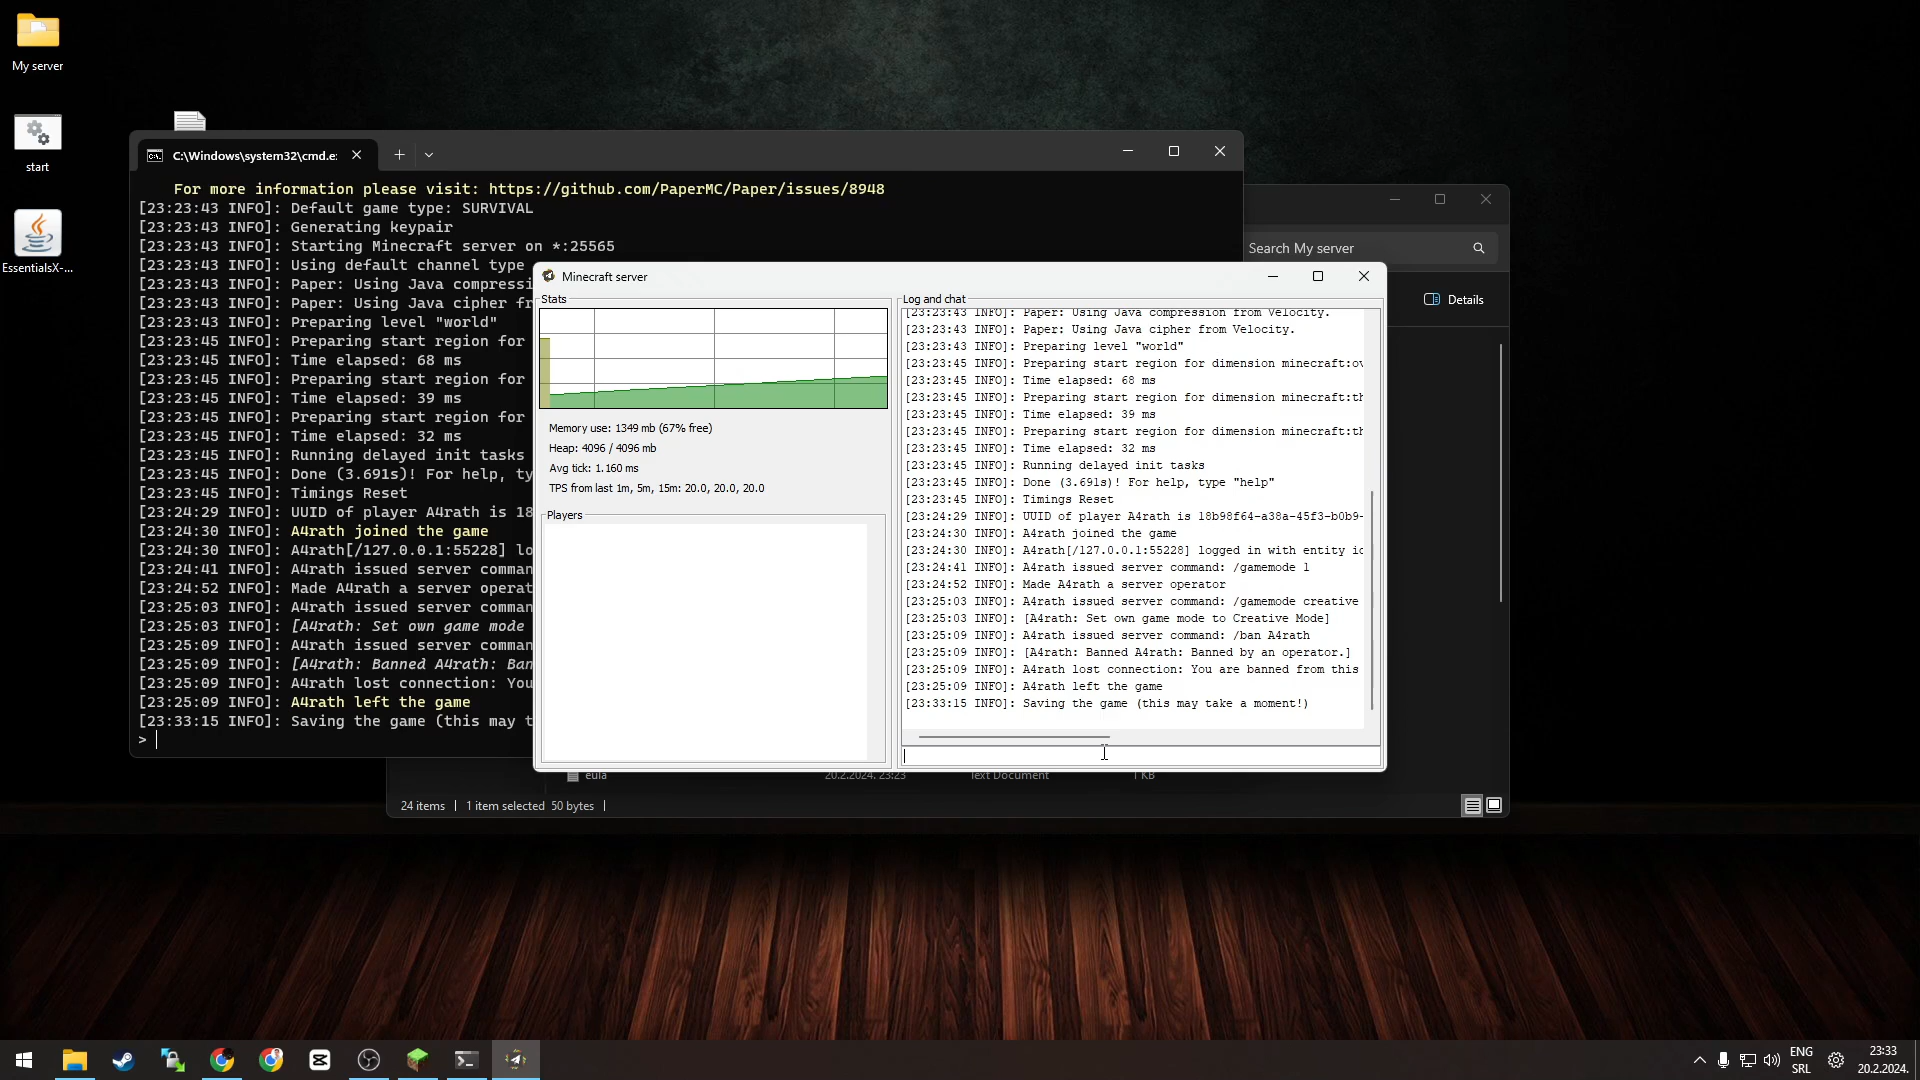 My server
start
EssentialsX-...
C:\Windows\system32\cmd.e:
For more information please visit: https://github.com/PaperMC/Paper/issues/8948
[23:23:43 INFO]: Default game type: SURVIVAL
[23:23:43 INFO]: Generating keypair
[23:23:43 INFO]: Starting Minecraft server on *:25565
[23:23:43 INFO]: Using default channel type
[23:23:43 INFO]: Paper: Using Java compressi
[23:23:43 INFO]: Paper: Using Java cipher fr
[23:23:43 INFO]: Preparing level "world"
[23:23:45 INFO]: Preparing start region for
[23:23:45 INFO]: Time elapsed: 68 ms
[23:23:45 INFO]: Preparing start region for
[23:23:45 INFO]: Time elapsed: 39 ms
[23:23:45 INFO]: Preparing start region for
[23:23:45 INFO]: Time elapsed: 32 ms
[23:23:45 INFO]: Running delayed init tasks
[23:23:45 INFO]: Done (3.691s)! For help, ty
[23:23:45 INFO]: Timings Reset
[23:24:29 INFO]: UUID of player A4rath is 18
[23:24:30 INFO]: A4rath joined the game
[23:24:30 INFO]: A4rath[/127.0.0.1:55228] lo
[23:24:41 INFO]: A4rath issued server comman
[23:24:52 INFO]: Made A4rath a server operat
[23:25:03 INFO]: A4rath issued server comman
[23:25:03 INFO]: [A4rath: Set own game mode
[23:25:09 INFO]: A4rath issued server comman
[23:25:09 INFO]: [A4rath: Banned A4rath: Ban
[23:25:09 INFO]: A4rath lost connection: You
[23:25:09 INFO]: A4rath left the game
[23:33:15 INFO]: Saving the game (this may t
>
Search My server
Details
Minecraft server
Stats
Memory use: 1349 mb (67% free)
Heap: 4096 / 4096 mb
Avg tick: 1.160 ms
TPS from last 1m, 5m, 15m: 20.0, 20.0, 20.0
Players
Log and chat
[23:23:43 INFO]: Paper: Using Java compression from Velocity.
[23:23:43 INFO]: Paper: Using Java cipher from Velocity.
[23:23:43 INFO]: Preparing level "world"
[23:23:45 INFO]: Preparing start region for dimension minecraft:ov
[23:23:45 INFO]: Time elapsed: 68 ms
[23:23:45 INFO]: Preparing start region for dimension minecraft:th
[23:23:45 INFO]: Time elapsed: 39 ms
[23:23:45 INFO]: Preparing start region for dimension minecraft:th
[23:23:45 INFO]: Time elapsed: 32 ms
[23:23:45 INFO]: Running delayed init tasks
[23:23:45 INFO]: Done (3.691s)! For help, type "help"
[23:23:45 INFO]: Timings Reset
[23:24:29 INFO]: UUID of player A4rath is 18b98f64-a38a-45f3-b0b9-
[23:24:30 INFO]: A4rath joined the game
[23:24:30 INFO]: A4rath[/127.0.0.1:55228] logged in with entity id
[23:24:41 INFO]: A4rath issued server command: /gamemode 1
[23:24:52 INFO]: Made A4rath a server operator
[23:25:03 INFO]: A4rath issued server command: /gamemode creative
[23:25:03 INFO]: [A4rath: Set own game mode to Creative Mode]
[23:25:09 INFO]: A4rath issued server command: /ban A4rath
[23:25:09 INFO]: [A4rath: Banned A4rath: Banned by an operator.]
[23:25:09 INFO]: A4rath lost connection: You are banned from this
[23:25:09 INFO]: A4rath left the game
[23:33:15 INFO]: Saving the game (this may take a moment!)
eula 20.2.2024. 23:23 Text Document 1 KB
24 items 1 item selected 50 bytes
ENG
SRL
23:33
20.2.2024.